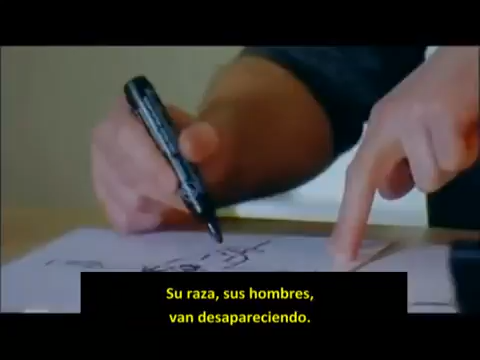 Su raza, sus hombres,
van desapareciendo.